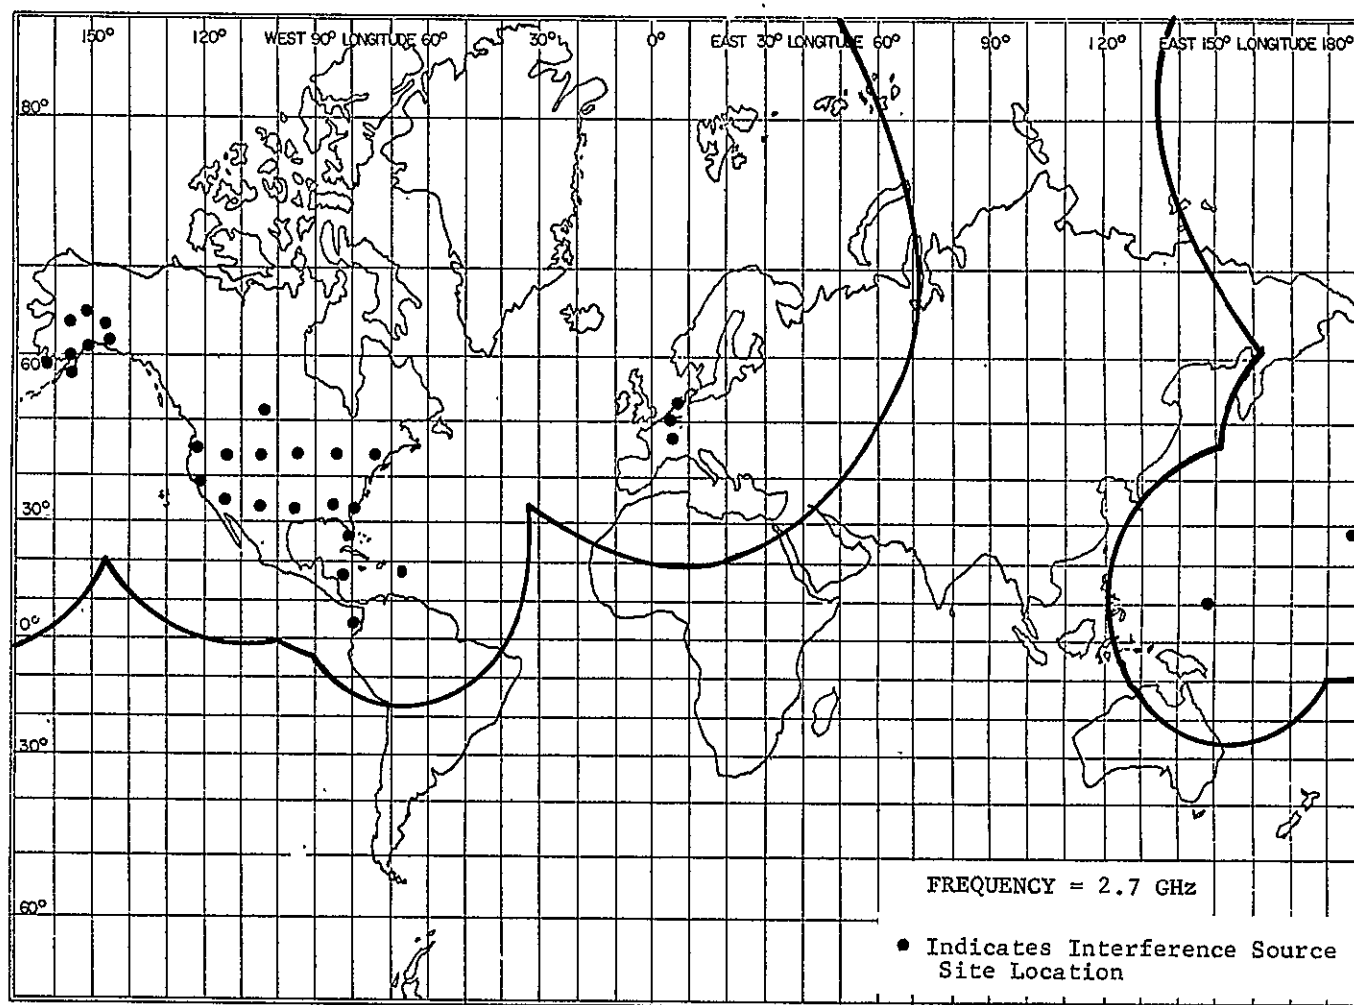 150° 120° WEST 90° LONGITUDE 60° 30° 0° EAST 30° LONGITUDE 60° 90° 120° EAST 150° LONGITUDE 180°
80°
60°
30°
0°
30°
60°
FREQUENCY = 2.7 GHz
● Indicates Interference Source
Site Location